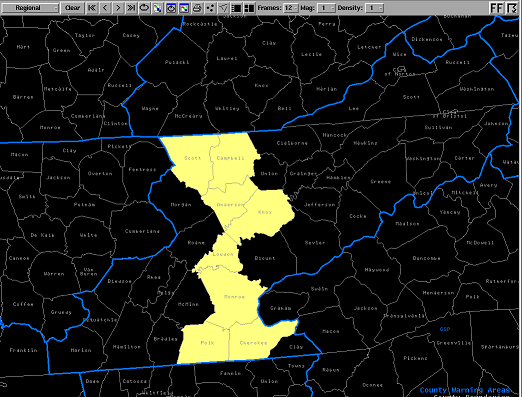 Regional Clear Frames: 12 Mag: 1 Density: 1 FF
Rockcastle Perry
Hart Taylor Casey Clay Letcher Dickenson
Green Pulaski Laurel Leslie Wise
Adair Russell City of Norton Russell
Barren Metcalfe Knox Harlan Washington
Cumberland Wayne Whitley Bell Lee Scott
Monroe Clinton McCreary of Bristol
Sullivan Johnson
Macon Clay Pickett Claiborne Hancock Hawkins
Scott Campbell Washington Carter
Jackson Overton Fentress Union Grainger
Hamblen Greene Unicoi Mitchell Avery
Smith Putnam Morgan Anderson Knox Jefferson
Cocke Madison Yancey
De Kalb White Cumberland Roane Loudon Blount Sevier McDowell
Cannon Haywood Buncombe
Warren Van Buren Bledsoe Rhea Swain
Monroe Henderson Polk
Coffee Grundy McMinn Graham Jackson
Sequatchie Transylvania
Macon GSP
Franklin Marion Hamilton Bradley Polk Cherokee Clay Greenville
Towns Rabun Pickens
Dade Catoosa Fannin Union Oconee
County Warning Areas